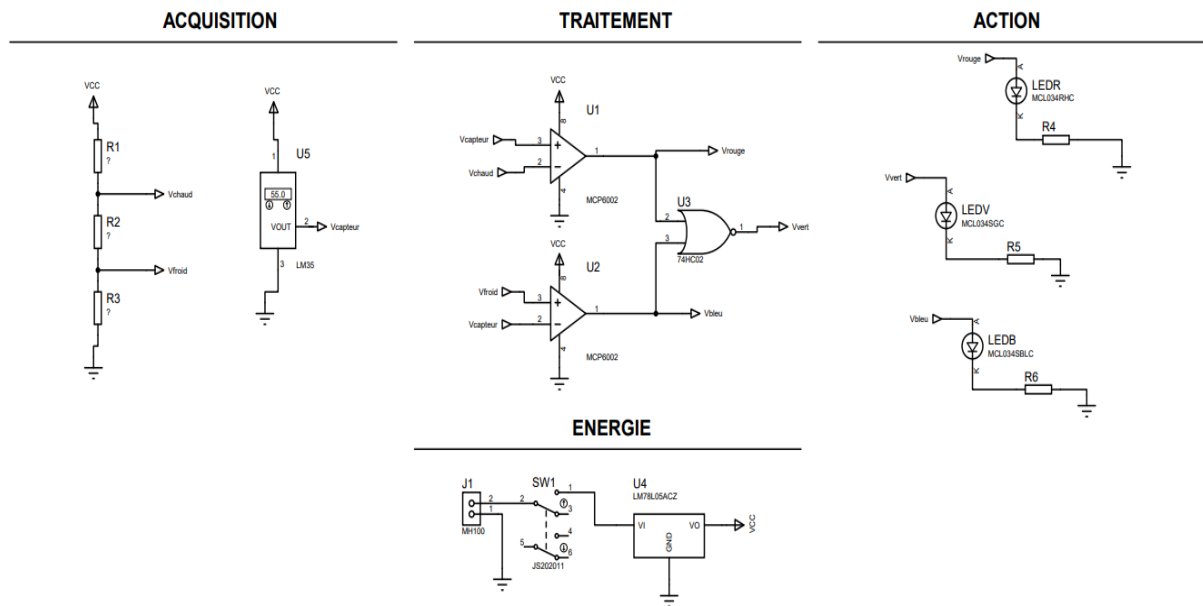 ACQUISITION
VCC
R1
?
Vchaud
R2
?
Vfroid
R3
?
VCC
U5
1
55.0
VOUT
2
Vcapteur
3
LM35
TRAITEMENT
VCC
U1
8
Vcapteur
3
+
1
Vrouge
Vchaud
2
−
4
MCP6002
U3
2
1
Vvert
3
74HC02
VCC
U2
8
Vfroid
3
+
1
Vbleu
Vcapteur
2
−
4
MCP6002
ACTION
Vrouge
A
LEDR
MCL034RHC
K
R4
Vvert
A
LEDV
MCL034SGC
K
R5
Vbleu
A
LEDB
MCL034SBLC
K
R6
ENERGIE
J1
2
1
MH100
SW1
1
2
3
4
5
6
JS202011
U4
LM78L05ACZ
VI
VO
GND
VCC